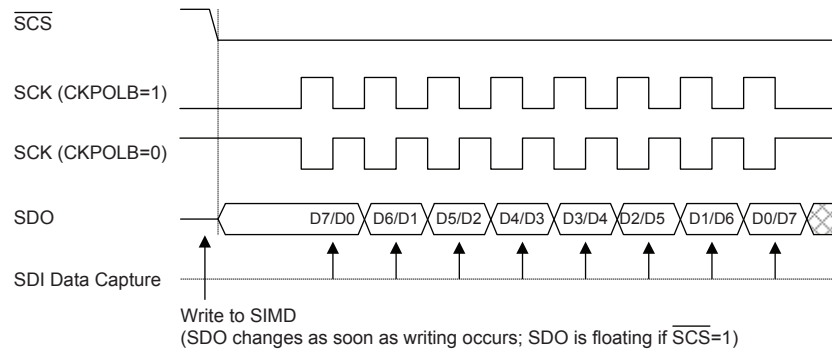 SCS
SCK (CKPOLB=1)
SCK (CKPOLB=0)
SDO
D7/D0 D6/D1 D5/D2 D4/D3 D3/D4 D2/D5 D1/D6 D0/D7
SDI Data Capture
Write to SIMD
(SDO changes as soon as writing occurs; SDO is floating if SCS=1)